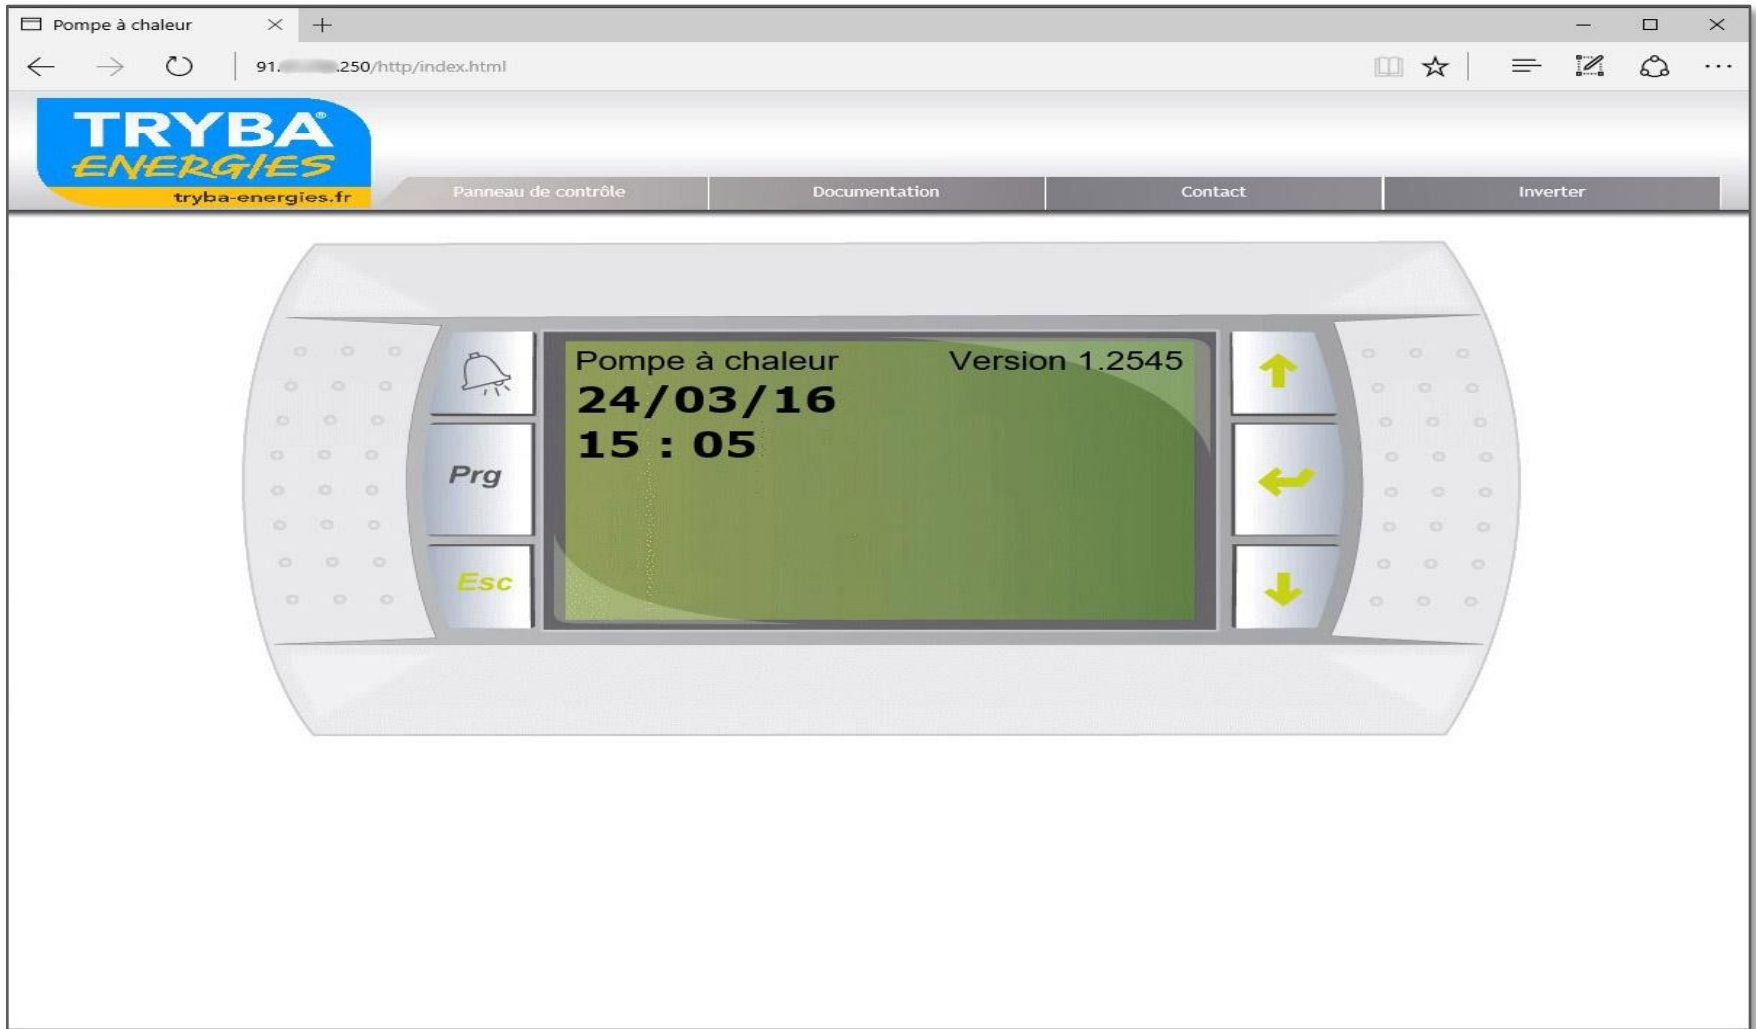 Pompe à chaleur
91. .250/http/index.html
TRYBA®
ENERGIES
tryba-energies.fr
Panneau de contrôle
Documentation
Contact
Inverter
Pompe à chaleur Version 1.2545
24/03/16
15 : 05
Prg
Esc